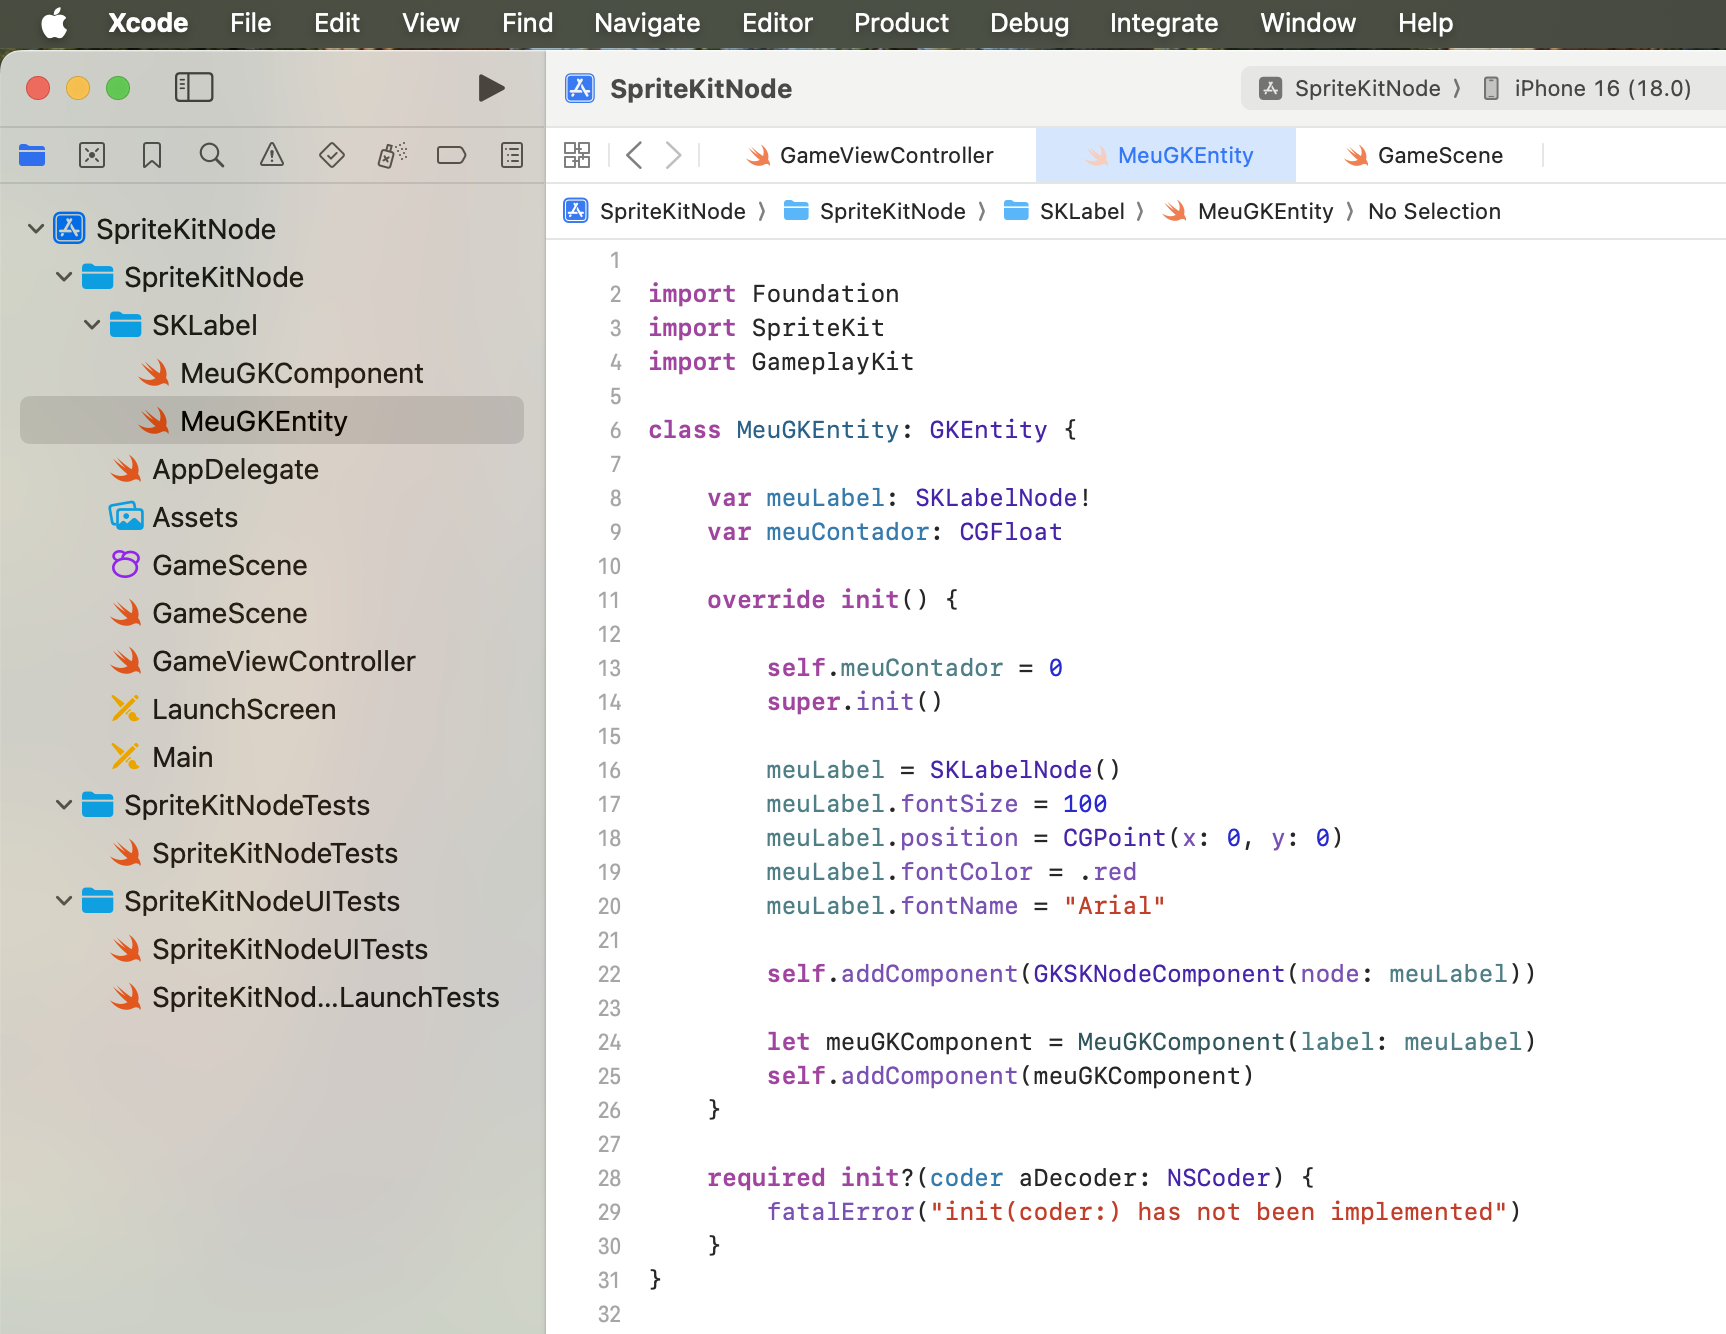 Xcode File Edit View Find Navigate Editor Product Debug Integrate Window Help
SpriteKitNode
SpriteKitNode 〉 iPhone 16 (18.0)
GameViewController MeuGKEntity GameScene
SpriteKitNode 〉 SpriteKitNode 〉 SKLabel 〉 MeuGKEntity 〉 No Selection
SpriteKitNode
SpriteKitNode
SKLabel
MeuGKComponent
MeuGKEntity
AppDelegate
Assets
GameScene
GameScene
GameViewController
LaunchScreen
Main
SpriteKitNodeTests
SpriteKitNodeTests
SpriteKitNodeUITests
SpriteKitNodeUITests
SpriteKitNod...LaunchTests
1
2 import Foundation
3 import SpriteKit
4 import GameplayKit
5
6 class MeuGKEntity: GKEntity {
7
8     var meuLabel: SKLabelNode!
9     var meuContador: CGFloat
10
11     override init() {
12
13         self.meuContador = 0
14         super.init()
15
16         meuLabel = SKLabelNode()
17         meuLabel.fontSize = 100
18         meuLabel.position = CGPoint(x: 0, y: 0)
19         meuLabel.fontColor = .red
20         meuLabel.fontName = "Arial"
21
22         self.addComponent(GKSKNodeComponent(node: meuLabel))
23
24         let meuGKComponent = MeuGKComponent(label: meuLabel)
25         self.addComponent(meuGKComponent)
26     }
27
28     required init?(coder aDecoder: NSCoder) {
29         fatalError("init(coder:) has not been implemented")
30     }
31 }
32